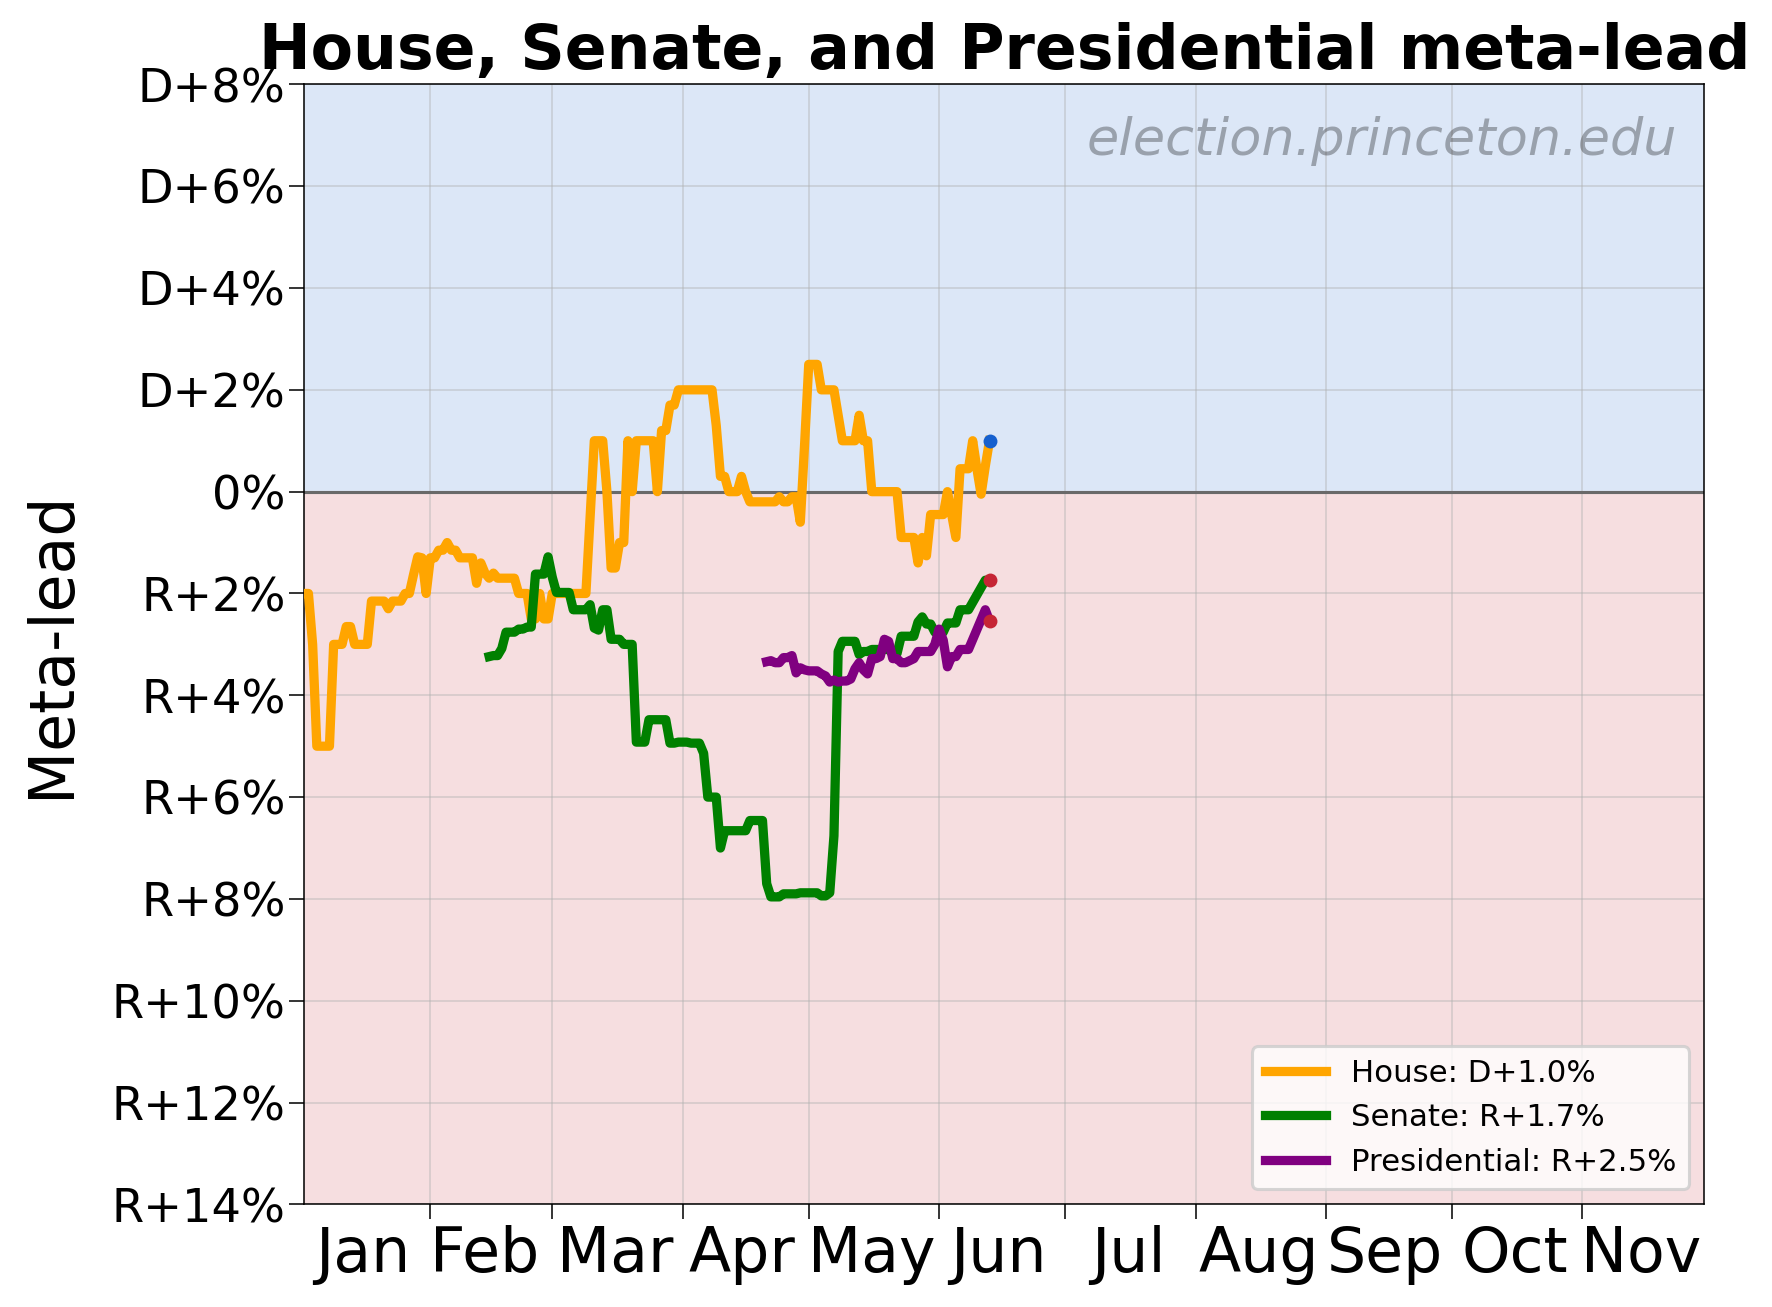 House, Senate, and Presidential meta-lead
election.princeton.edu
Meta-lead
D+8%
D+6%
D+4%
D+2%
0%
R+2%
R+4%
R+6%
R+8%
R+10%
R+12%
R+14%
House: D+1.0%
Senate: R+1.7%
Presidential: R+2.5%
Jan Feb Mar Apr May Jun Jul Aug Sep Oct Nov